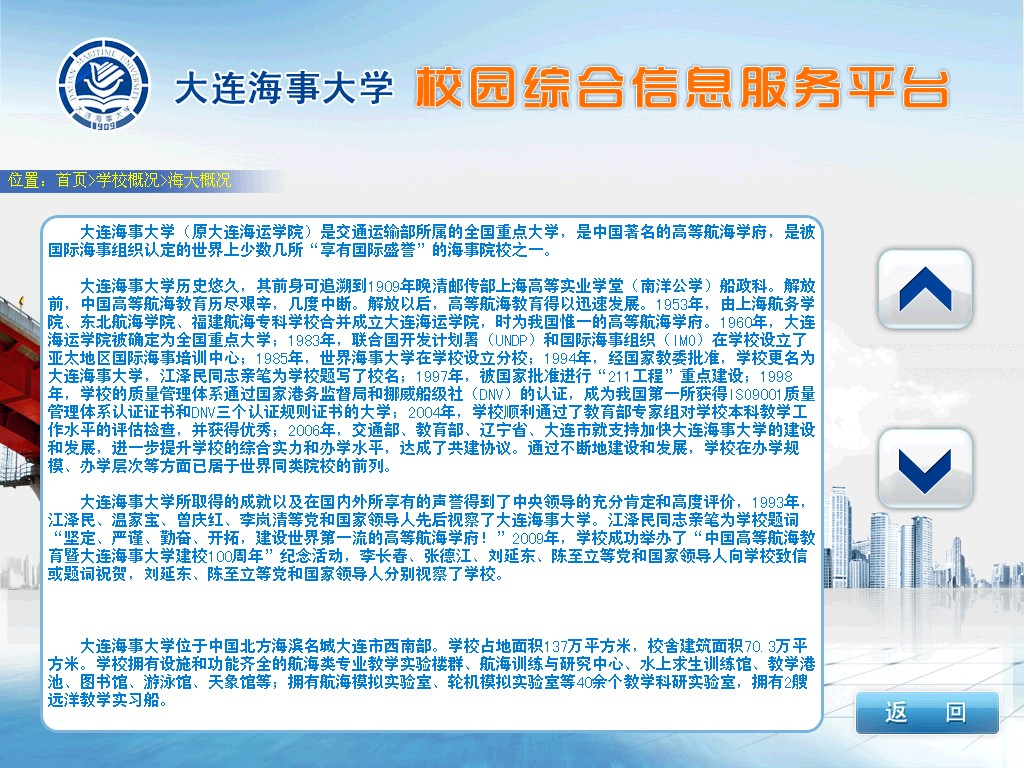 DALIAN MARITIME UNIVERSITY
大连海事大学
1909
大连海事大学 校园综合信息服务平台
位置：首页>学校概况>海大概况
大连海事大学（原大连海运学院）是交通运输部所属的全国重点大学，是中国著名的高等航海学府，是被
国际海事组织认定的世界上少数几所“享有国际盛誉”的海事院校之一。
大连海事大学历史悠久，其前身可追溯到1909年晚清邮传部上海高等实业学堂（南洋公学）船政科。解放
前，中国高等航海教育历尽艰辛，几度中断。解放以后，高等航海教育得以迅速发展。1953年，由上海航务学
院、东北航海学院、福建航海专科学校合并成立大连海运学院，时为我国惟一的高等航海学府。1960年，大连
海运学院被确定为全国重点大学；1983年，联合国开发计划署（UNDP）和国际海事组织（IMO）在学校设立了
亚太地区国际海事培训中心；1985年，世界海事大学在学校设立分校；1994年，经国家教委批准，学校更名为
大连海事大学，江泽民同志亲笔为学校题写了校名；1997年，被国家批准进行“211工程”重点建设；1998
年，学校的质量管理体系通过国家港务监督局和挪威船级社（DNV）的认证，成为我国第一所获得ISO9001质量
管理体系认证证书和DNV三个认证规则证书的大学；2004年，学校顺利通过了教育部专家组对学校本科教学工
作水平的评估检查，并获得优秀；2006年，交通部、教育部、辽宁省、大连市就支持加快大连海事大学的建设
和发展，进一步提升学校的综合实力和办学水平，达成了共建协议。通过不断地建设和发展，学校在办学规
模、办学层次等方面已居于世界同类院校的前列。
大连海事大学所取得的成就以及在国内外所享有的声誉得到了中央领导的充分肯定和高度评价，1993年，
江泽民、温家宝、曾庆红、李岚清等党和国家领导人先后视察了大连海事大学。江泽民同志亲笔为学校题词
“坚定、严谨、勤奋、开拓，建设世界第一流的高等航海学府！”2009年，学校成功举办了“中国高等航海教
育暨大连海事大学建校100周年”纪念活动，李长春、张德江、刘延东、陈至立等党和国家领导人向学校致信
或题词祝贺，刘延东、陈至立等党和国家领导人分别视察了学校。
大连海事大学位于中国北方海滨名城大连市西南部。学校占地面积137万平方米，校舍建筑面积70.3万平
方米。学校拥有设施和功能齐全的航海类专业教学实验楼群、航海训练与研究中心、水上求生训练馆、教学港
池、图书馆、游泳馆、天象馆等；拥有航海模拟实验室、轮机模拟实验室等40余个教学科研实验室，拥有2艘
远洋教学实习船。
返 回